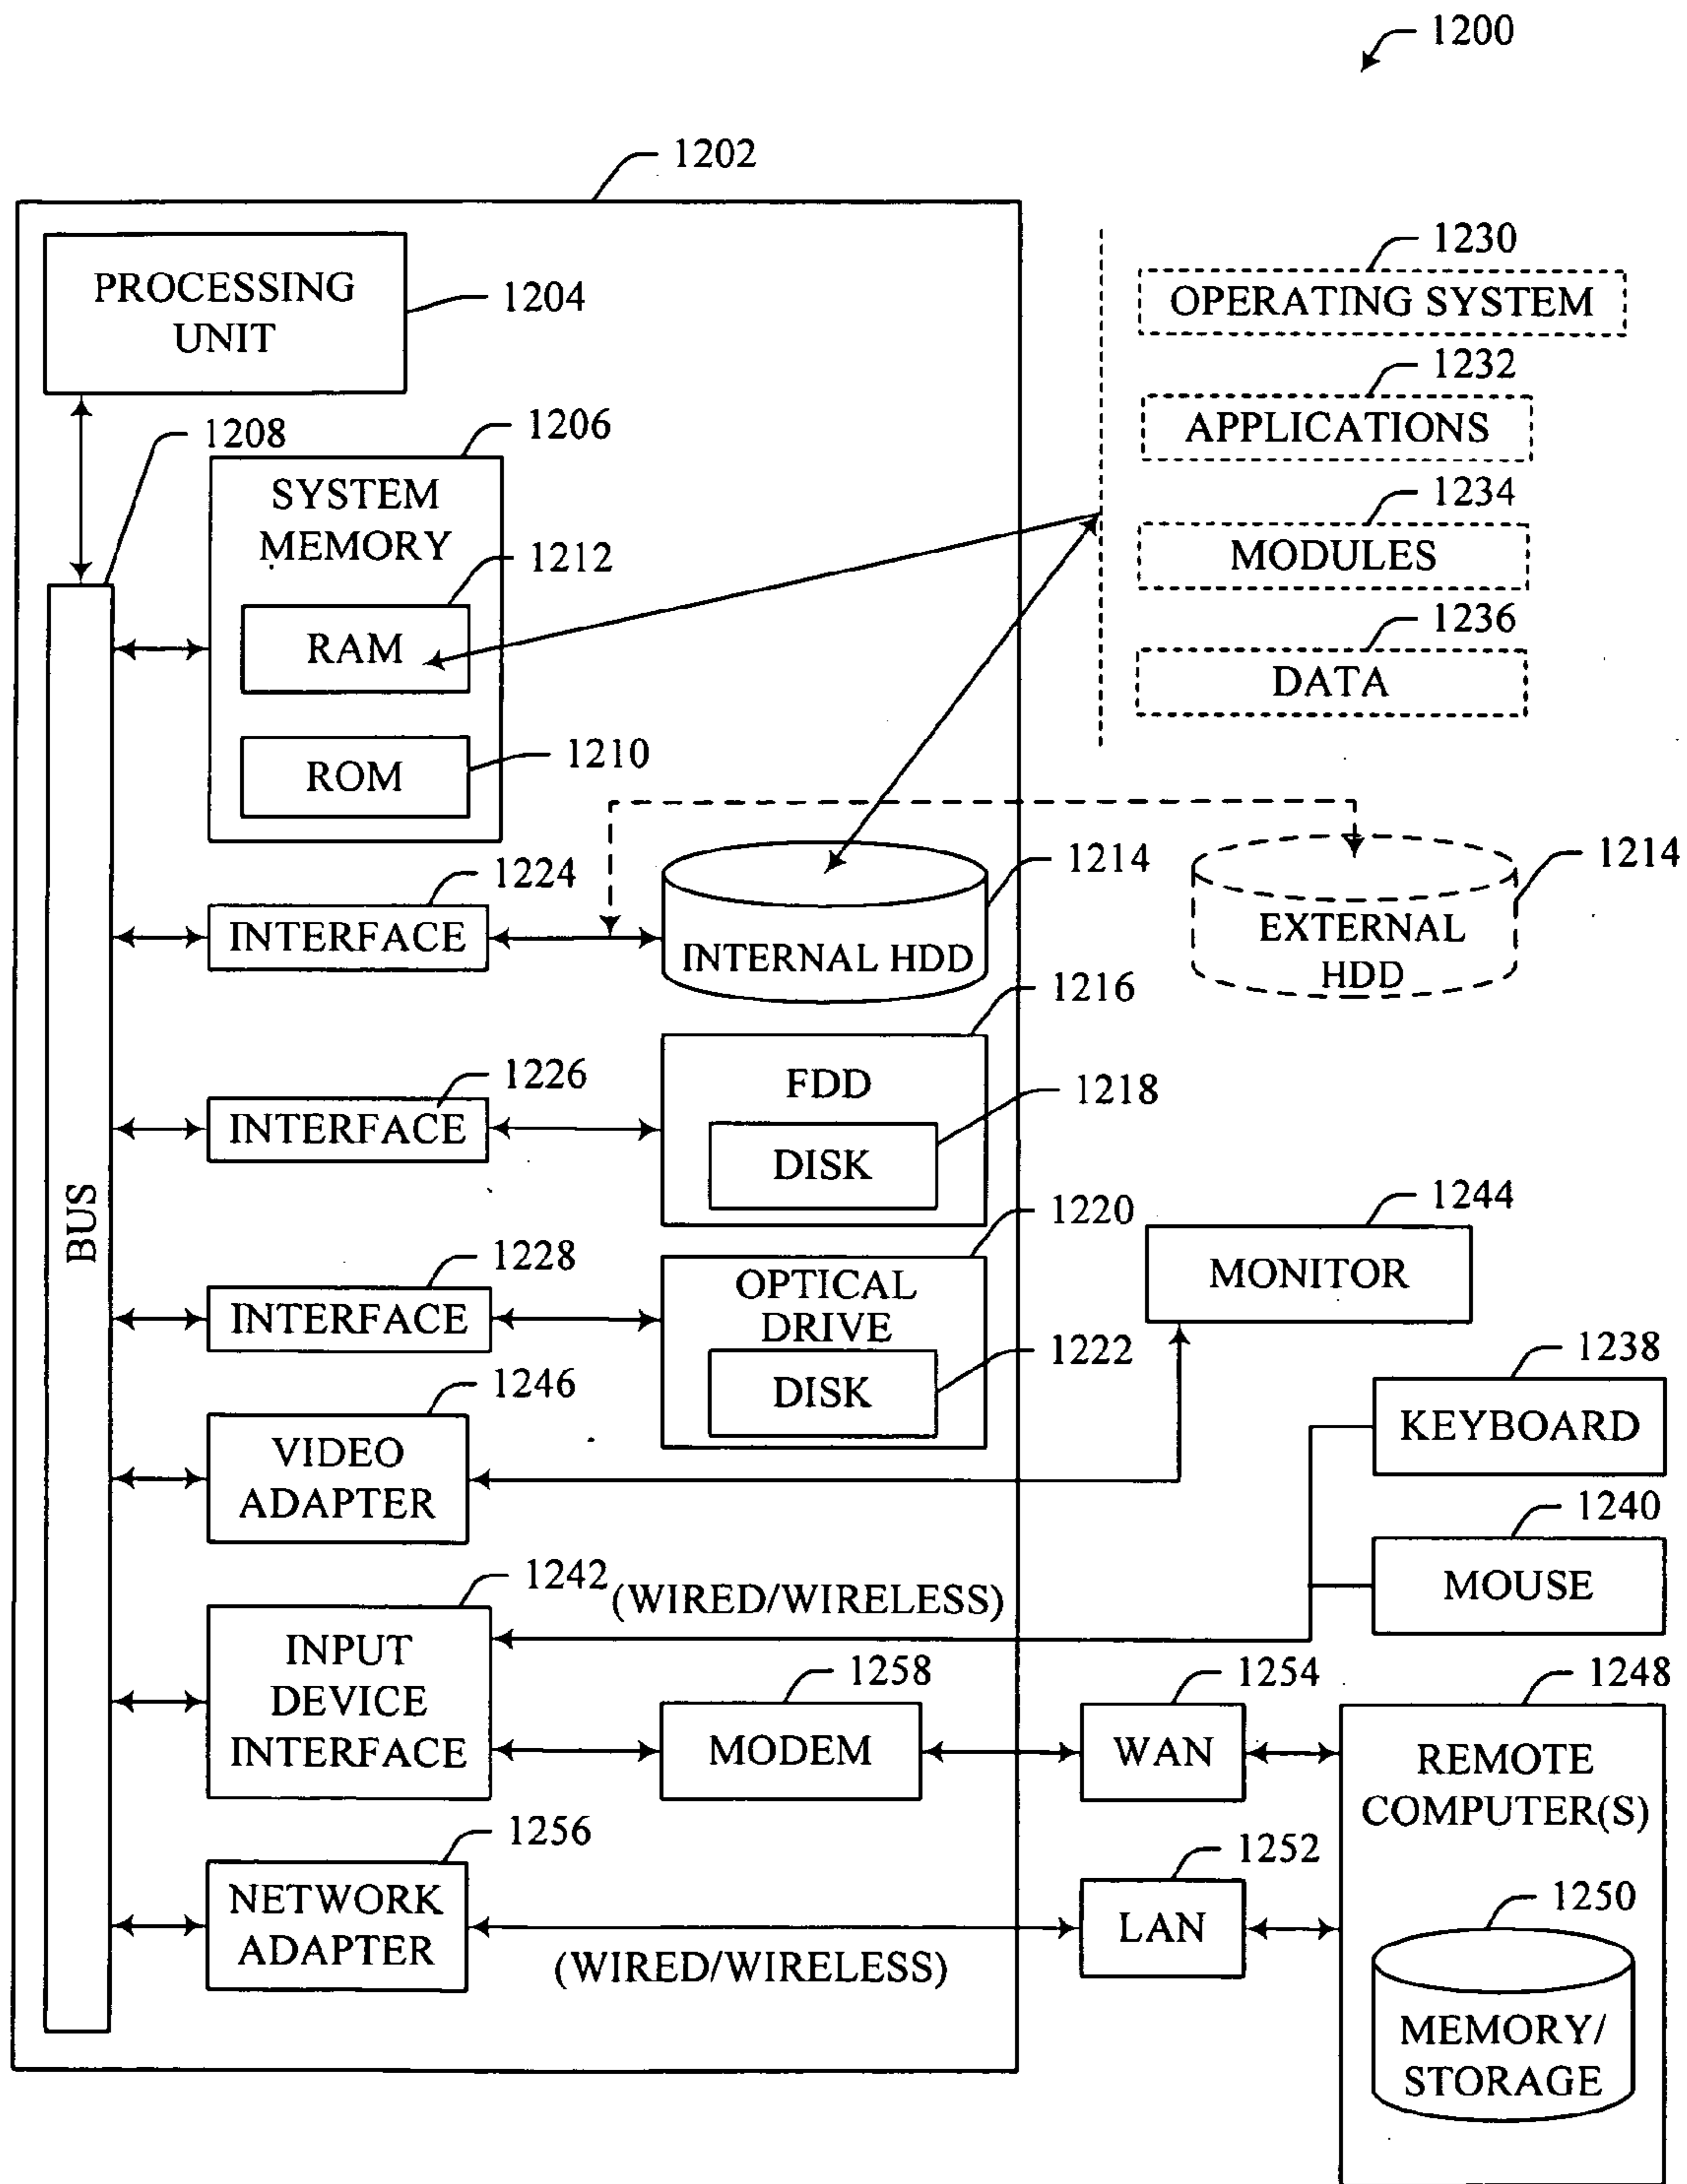 1200
1202
PROCESSING
UNIT
1204
1230
OPERATING SYSTEM
1232
APPLICATIONS
1234
MODULES
1236
DATA
1208
1206
SYSTEM
MEMORY
1212
RAM
1210
ROM
1224
INTERFACE
1214
INTERNAL HDD
1214
EXTERNAL
HDD
1216
FDD
1218
DISK
1226
INTERFACE
BUS
1220
OPTICAL
DRIVE
1222
DISK
1228
INTERFACE
1244
MONITOR
1246
VIDEO
ADAPTER
1238
KEYBOARD
1240
MOUSE
1242
(WIRED/WIRELESS)
INPUT
DEVICE
INTERFACE
1258
MODEM
1254
WAN
1248
REMOTE
COMPUTER(S)
1256
NETWORK
ADAPTER
(WIRED/WIRELESS)
1252
LAN
1250
MEMORY/
STORAGE